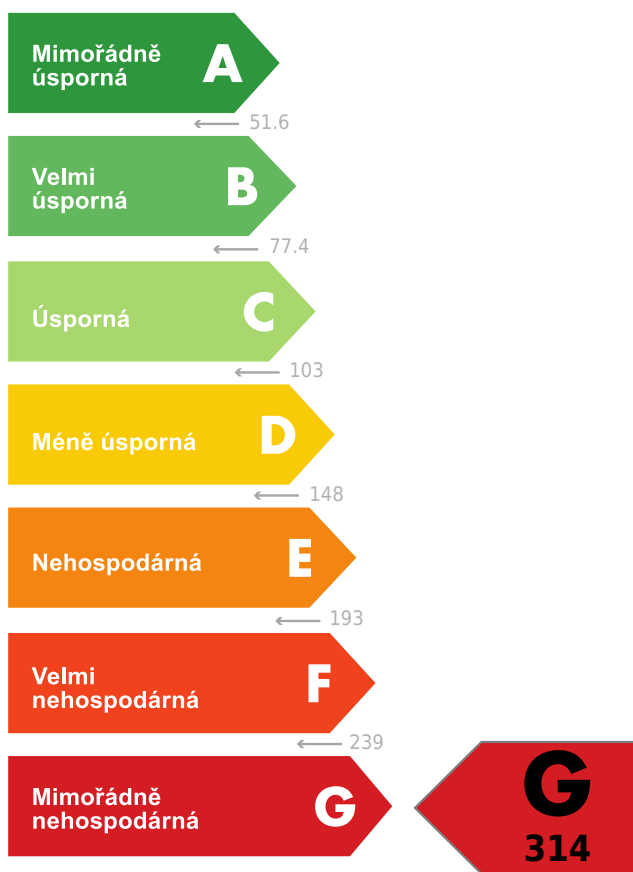 Mimořádně
úsporná
A
← 51.6
Velmi
úsporná
B
← 77.4
Úsporná
C
← 103
Méně úsporná
D
← 148
Nehospodárná
E
← 193
Velmi
nehospodárná
F
← 239
Mimořádně
nehospodárná
G
G
314